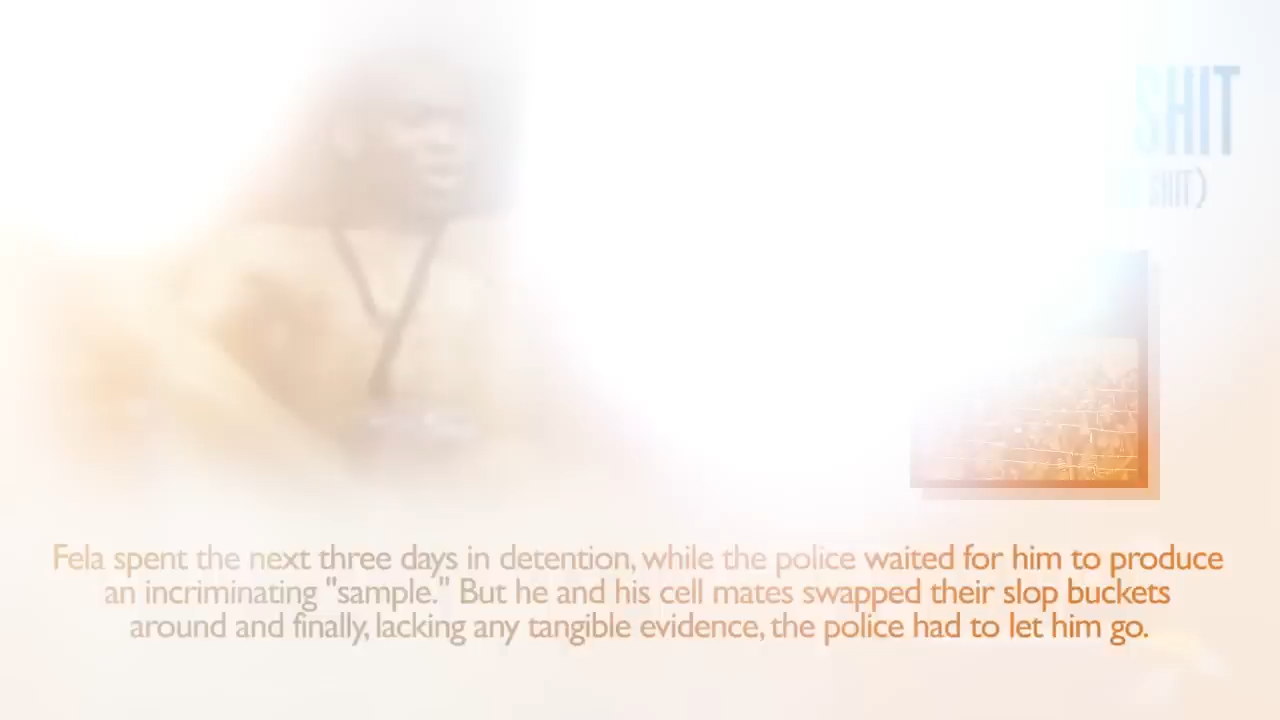 SHIT
SHIT)
Fela spent the next three days in detention, while the police waited for him to produce
an incriminating "sample." But he and his cell mates swapped their slop buckets
around and finally, lacking any tangible evidence, the police had to let him go.